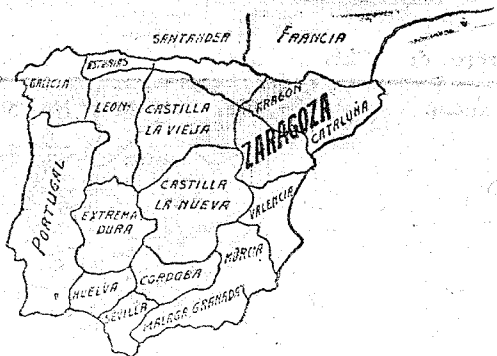 SANTANDER
FRANCIA
ASTURIAS
GALICIA
LEON
CASTILLA
LA VIEJA
ARAGON
ZARAGOZA
CATALUÑA
PORTUGAL
CASTILLA
LA NUEVA
EXTREMA
DURA
VALENCIA
MURCIA
HUELVA
CORDOBA
SEVILLA
MALAGA GRANADA